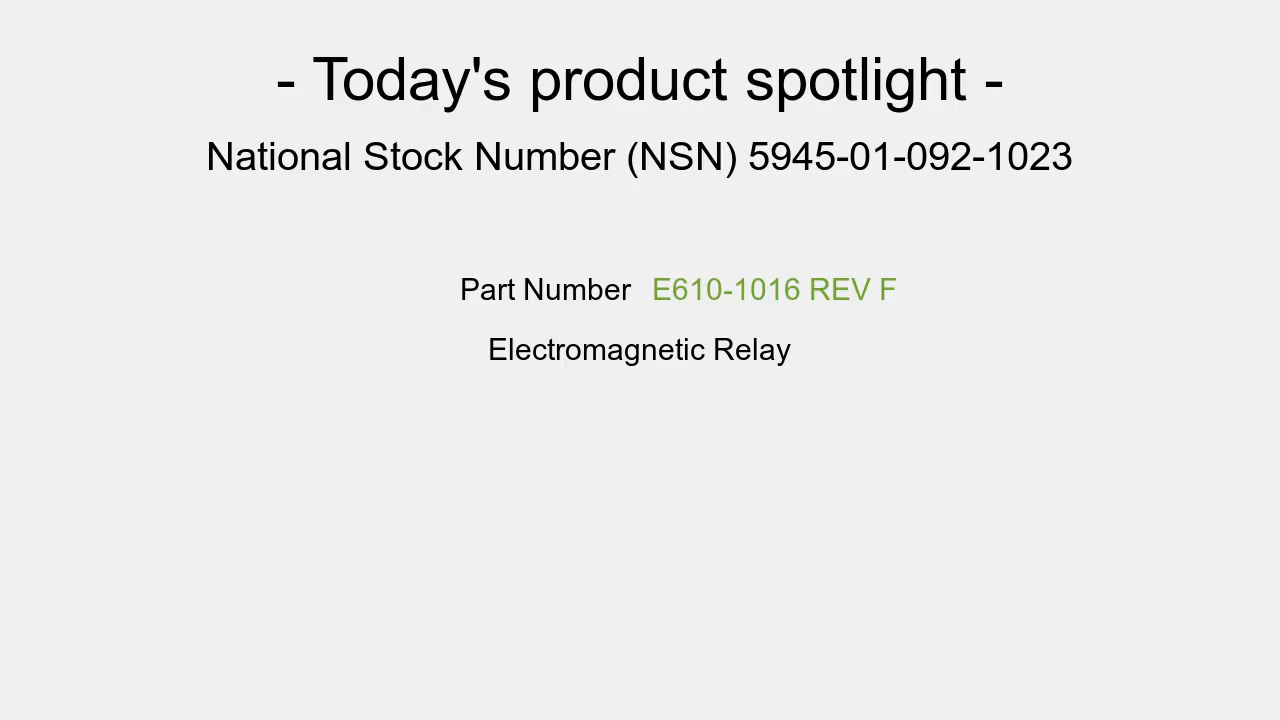 - Today's product spotlight -
National Stock Number (NSN) 5945-01-092-1023
Part Number E610-1016 REV F
Electromagnetic Relay